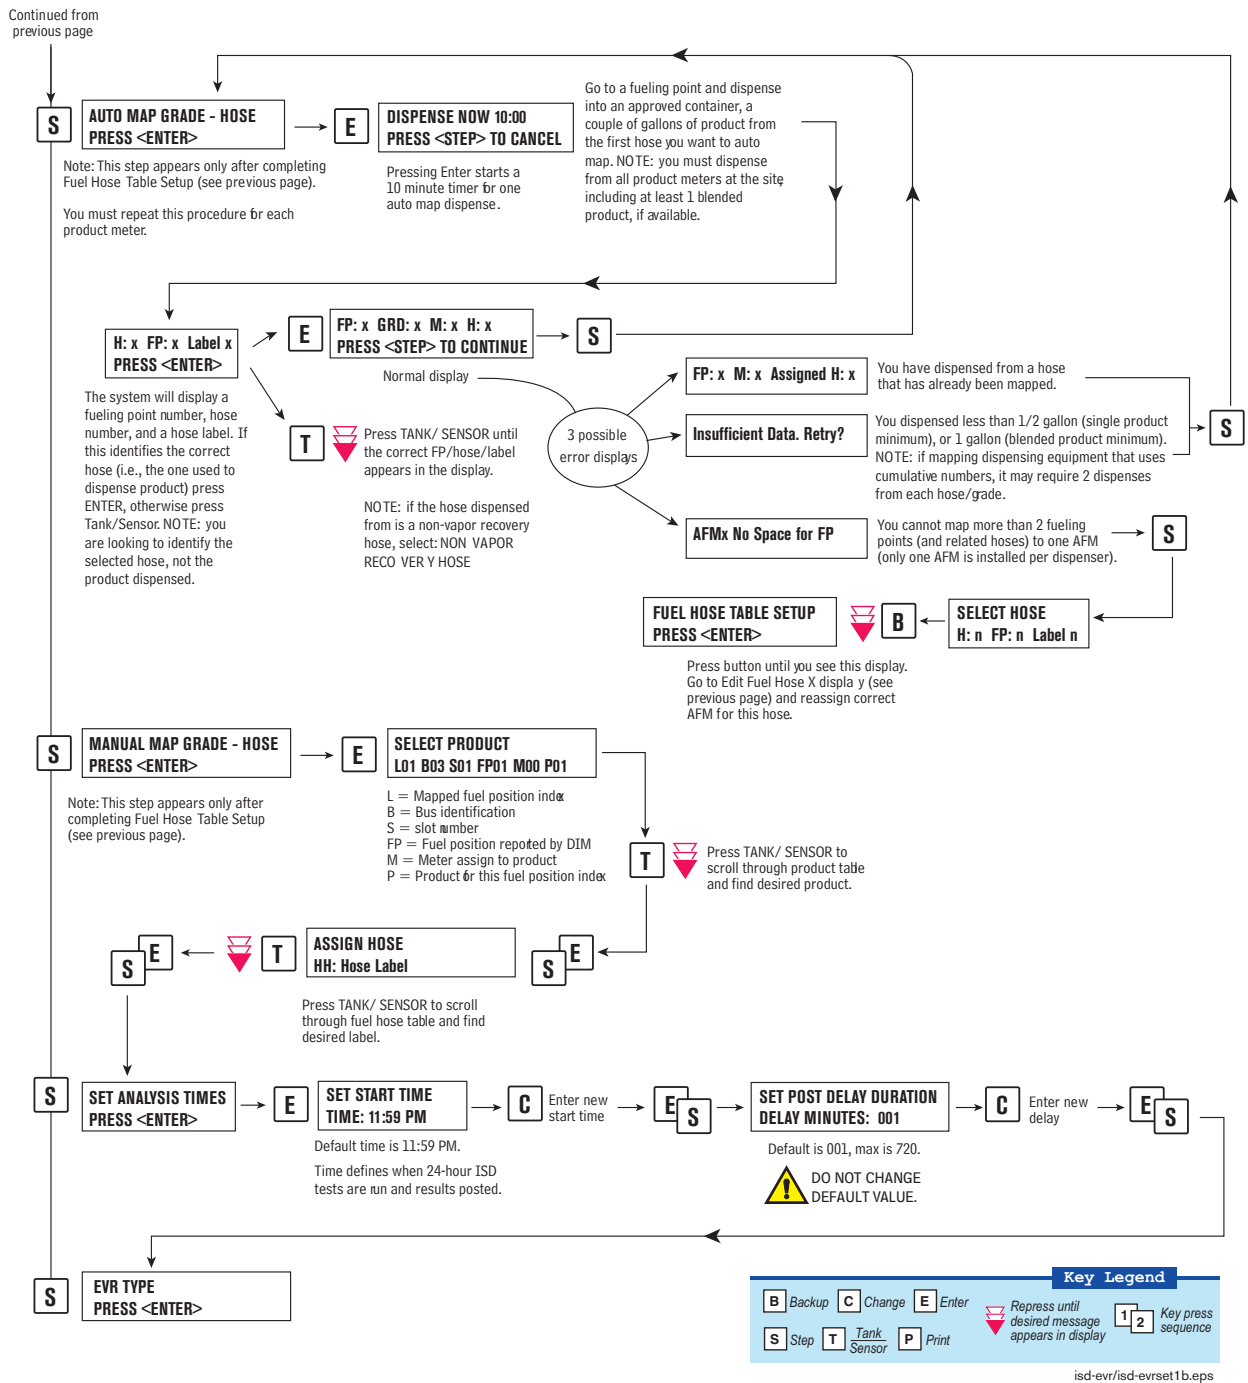 Continued from
previous page
S
AUTO MAP GRADE - HOSE
PRESS <ENTER>
E
DISPENSE NOW 10:00
PRESS <STEP> TO CANCEL
Go to a fueling point and dispense
into an approved container, a
couple of gallons of product from
the first hose you want to auto
map. NOTE: you must dispense
from all product meters at the site,
including at least 1 blended
product, if available.
Note: This step appears only after completing
Fuel Hose Table Setup (see previous page).
You must repeat this procedure for each
product meter.
Pressing Enter starts a
10 minute timer for one
auto map dispense.
H: x FP: x Label x
PRESS <ENTER>
E
FP: x GRD: x M: x H: x
PRESS <STEP> TO CONTINUE
S
Normal display
The system will display a
fueling point number, hose
number, and a hose label. If
this identifies the correct
hose (i.e., the one used to
dispense product) press
ENTER, otherwise press
Tank/Sensor. NOTE: you
are looking to identify the
selected hose, not the
product dispensed.
T
Press TANK/ SENSOR until
the correct FP/hose/label
appears in the display.
NOTE: if the hose dispensed
from is a non-vapor recovery
hose, select: NON VAPOR
RECO VER Y HOSE
3 possible
error displays
FP: x M: x Assigned H: x
You have dispensed from a hose
that has already been mapped.
Insufficient Data. Retry?
You dispensed less than 1/2 gallon (single product
minimum), or 1 gallon (blended product minimum).
NOTE: if mapping dispensing equipment that uses
cumulative numbers, it may require 2 dispenses
from each hose/grade.
S
AFMx No Space for FP
You cannot map more than 2 fueling
points (and related hoses) to one AFM
(only one AFM is installed per dispenser).
S
FUEL HOSE TABLE SETUP
PRESS <ENTER>
B
SELECT HOSE
H: n FP: n Label n
Press button until you see this display.
Go to Edit Fuel Hose X displa y (see
previous page) and reassign correct
AFM for this hose.
S
MANUAL MAP GRADE - HOSE
PRESS <ENTER>
E
SELECT PRODUCT
L01 B03 S01 FP01 M00 P01
Note: This step appears only after
completing Fuel Hose Table Setup
(see previous page).
L = Mapped fuel position index
B = Bus identification
S = slot number
FP = Fuel position reported by DIM
M = Meter assign to product
P = Product for this fuel position index
T
Press TANK/ SENSOR to
scroll through product table
and find desired product.
S E
T
ASSIGN HOSE
HH: Hose Label
S E
Press TANK/ SENSOR to scroll
through fuel hose table and find
desired label.
S
SET ANALYSIS TIMES
PRESS <ENTER>
E
SET START TIME
TIME: 11:59 PM
C
Enter new
start time
E S
SET POST DELAY DURATION
DELAY MINUTES: 001
C
Enter new
delay
E S
Default time is 11:59 PM.
Time defines when 24-hour ISD
tests are run and results posted.
Default is 001, max is 720.
! DO NOT CHANGE
DEFAULT VALUE.
S
EVR TYPE
PRESS <ENTER>
Key Legend
B Backup C Change E Enter
S Step T Tank
Sensor P Print
Repress until
desired message
appears in display
1 2 Key press
sequence
isd-evr/isd-evrset1b.eps